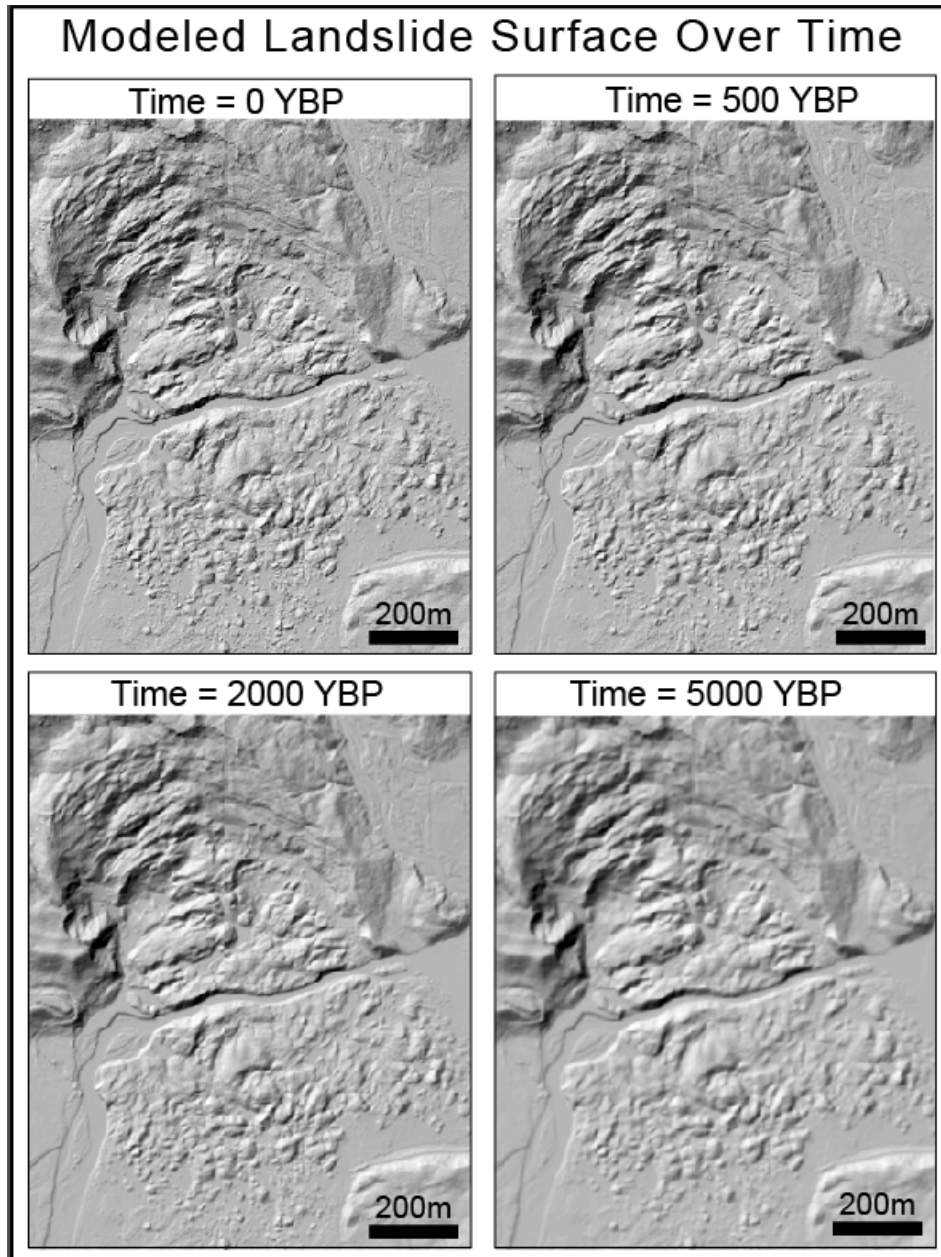 Modeled Landslide Surface Over Time
Time = 0 YBP
Time = 500 YBP
200m
200m
Time = 2000 YBP
Time = 5000 YBP
200m
200m